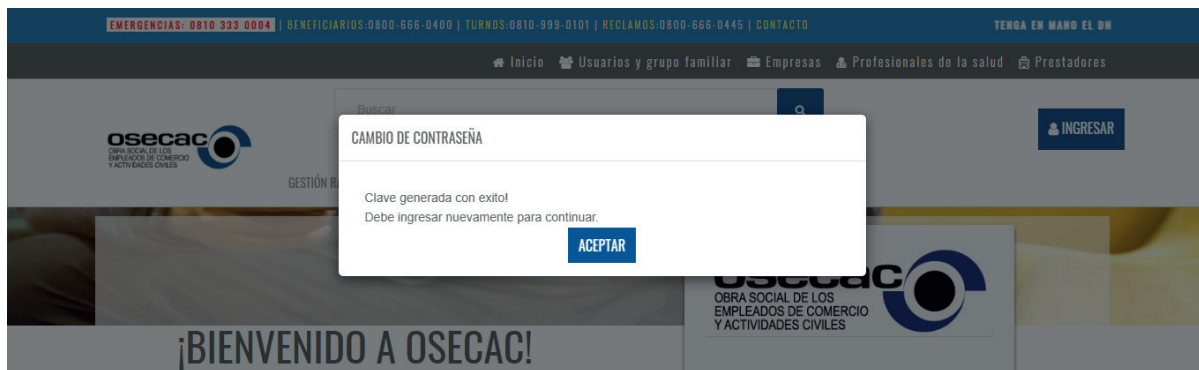 EMERGENCIAS: 0810 333 0004 | BENEFICIARIOS:0800-666-0400 | TURNOS:0810-999-0101 | RECLAMOS:0800-666-0445 | CONTACTO TENGA EN MANO EL DN
Inicio Usuarios y grupo familiar Empresas Profesionales de la salud Prestadores
Buscar
osecac
OBRA SOCIAL DE LOS
EMPLEADOS DE COMERCIO
Y ACTIVIDADES CIVILES
INGRESAR
GESTIÓN R
CAMBIO DE CONTRASEÑA
Clave generada con exito!
Debe ingresar nuevamente para continuar.
ACEPTAR
osecac
OBRA SOCIAL DE LOS
EMPLEADOS DE COMERCIO
Y ACTIVIDADES CIVILES
¡BIENVENIDO A OSECAC!